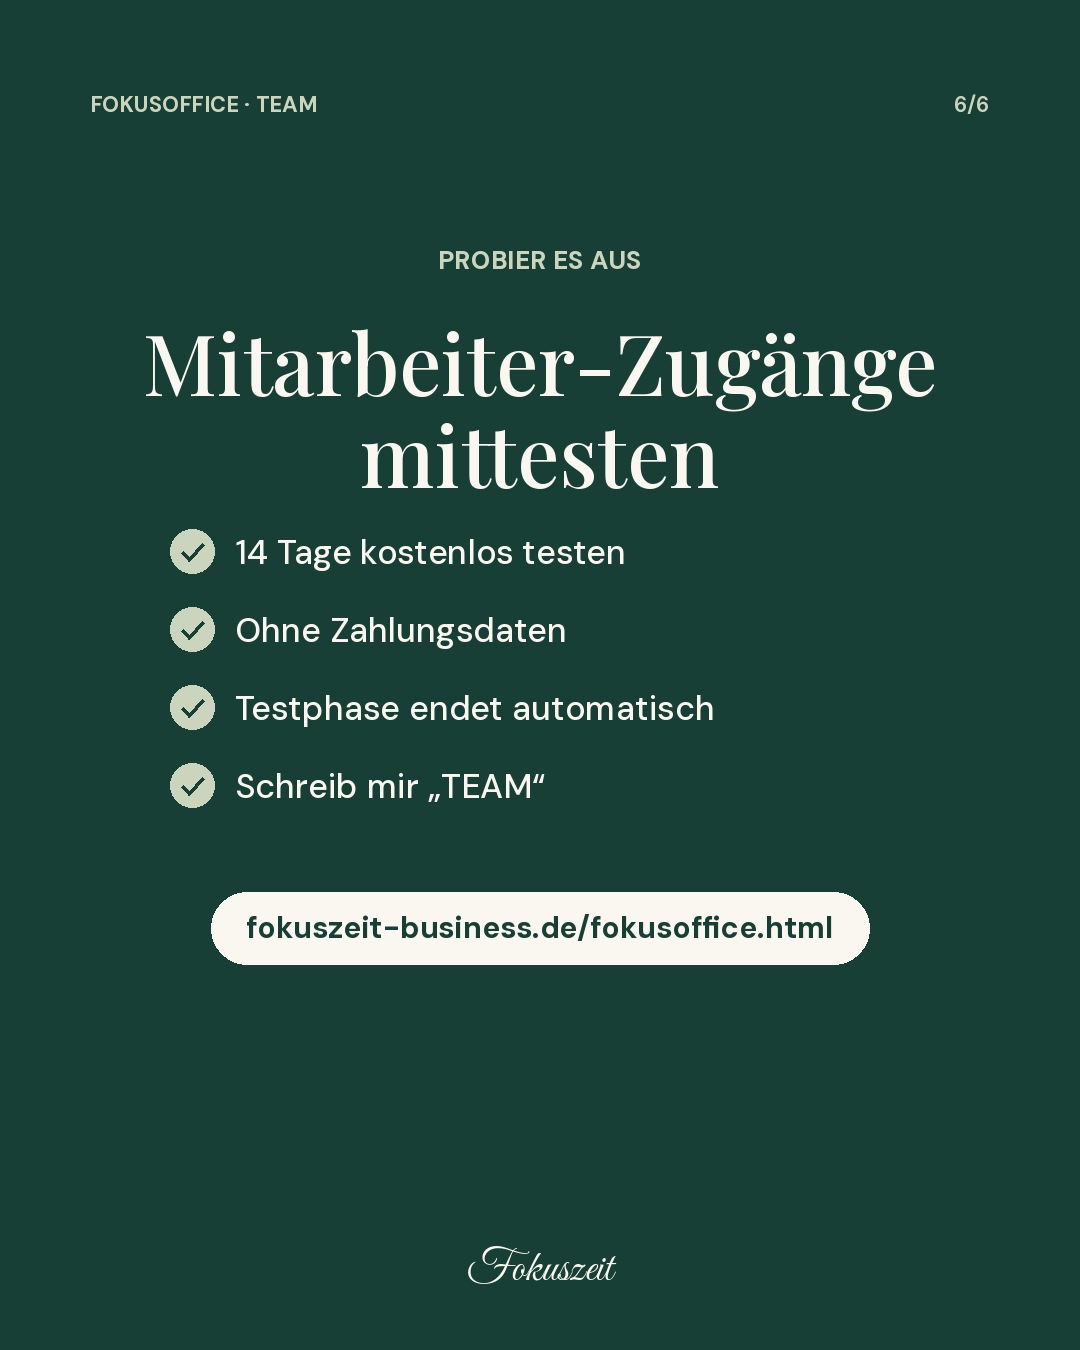 FOKUSOFFICE · TEAM
6/6
PROBIER ES AUS
Mitarbeiter-Zugänge
mittesten
14 Tage kostenlos testen
Ohne Zahlungsdaten
Testphase endet automatisch
Schreib mir „TEAM“
fokuszeit-business.de/fokusoffice.html
Fokuszeit